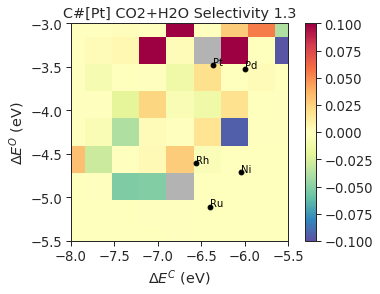 C#[Pt] CO2+H2O Selectivity 1.3
−3.0
−3.5
−4.0
−4.5
−5.0
−5.5
ΔE^O (eV)
−8.0 −7.5 −7.0 −6.5 −6.0 −5.5
ΔE^C (eV)
Pt
Pd
Rh
Ni
Ru
0.100
0.075
0.050
0.025
0.000
−0.025
−0.050
−0.075
−0.100